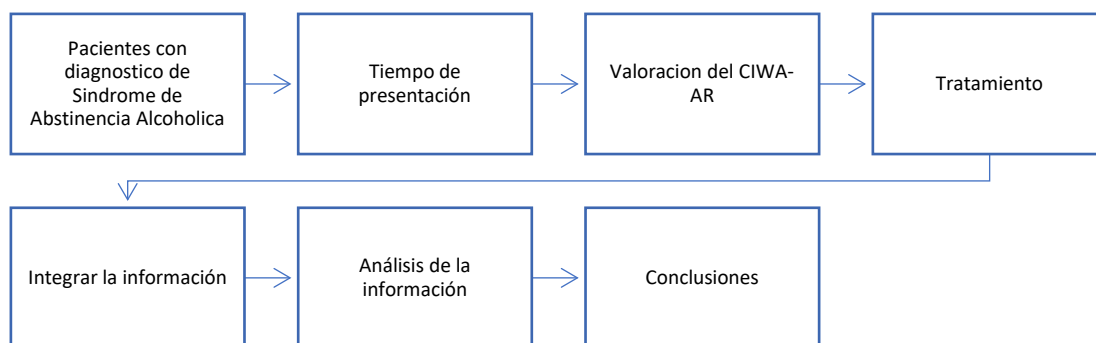 Pacientes con
diagnostico de
Sindrome de
Abstinencia Alcoholica
Tiempo de
presentación
Valoracion del CIWA-
AR
Tratamiento
Integrar la información
Análisis de la
información
Conclusiones